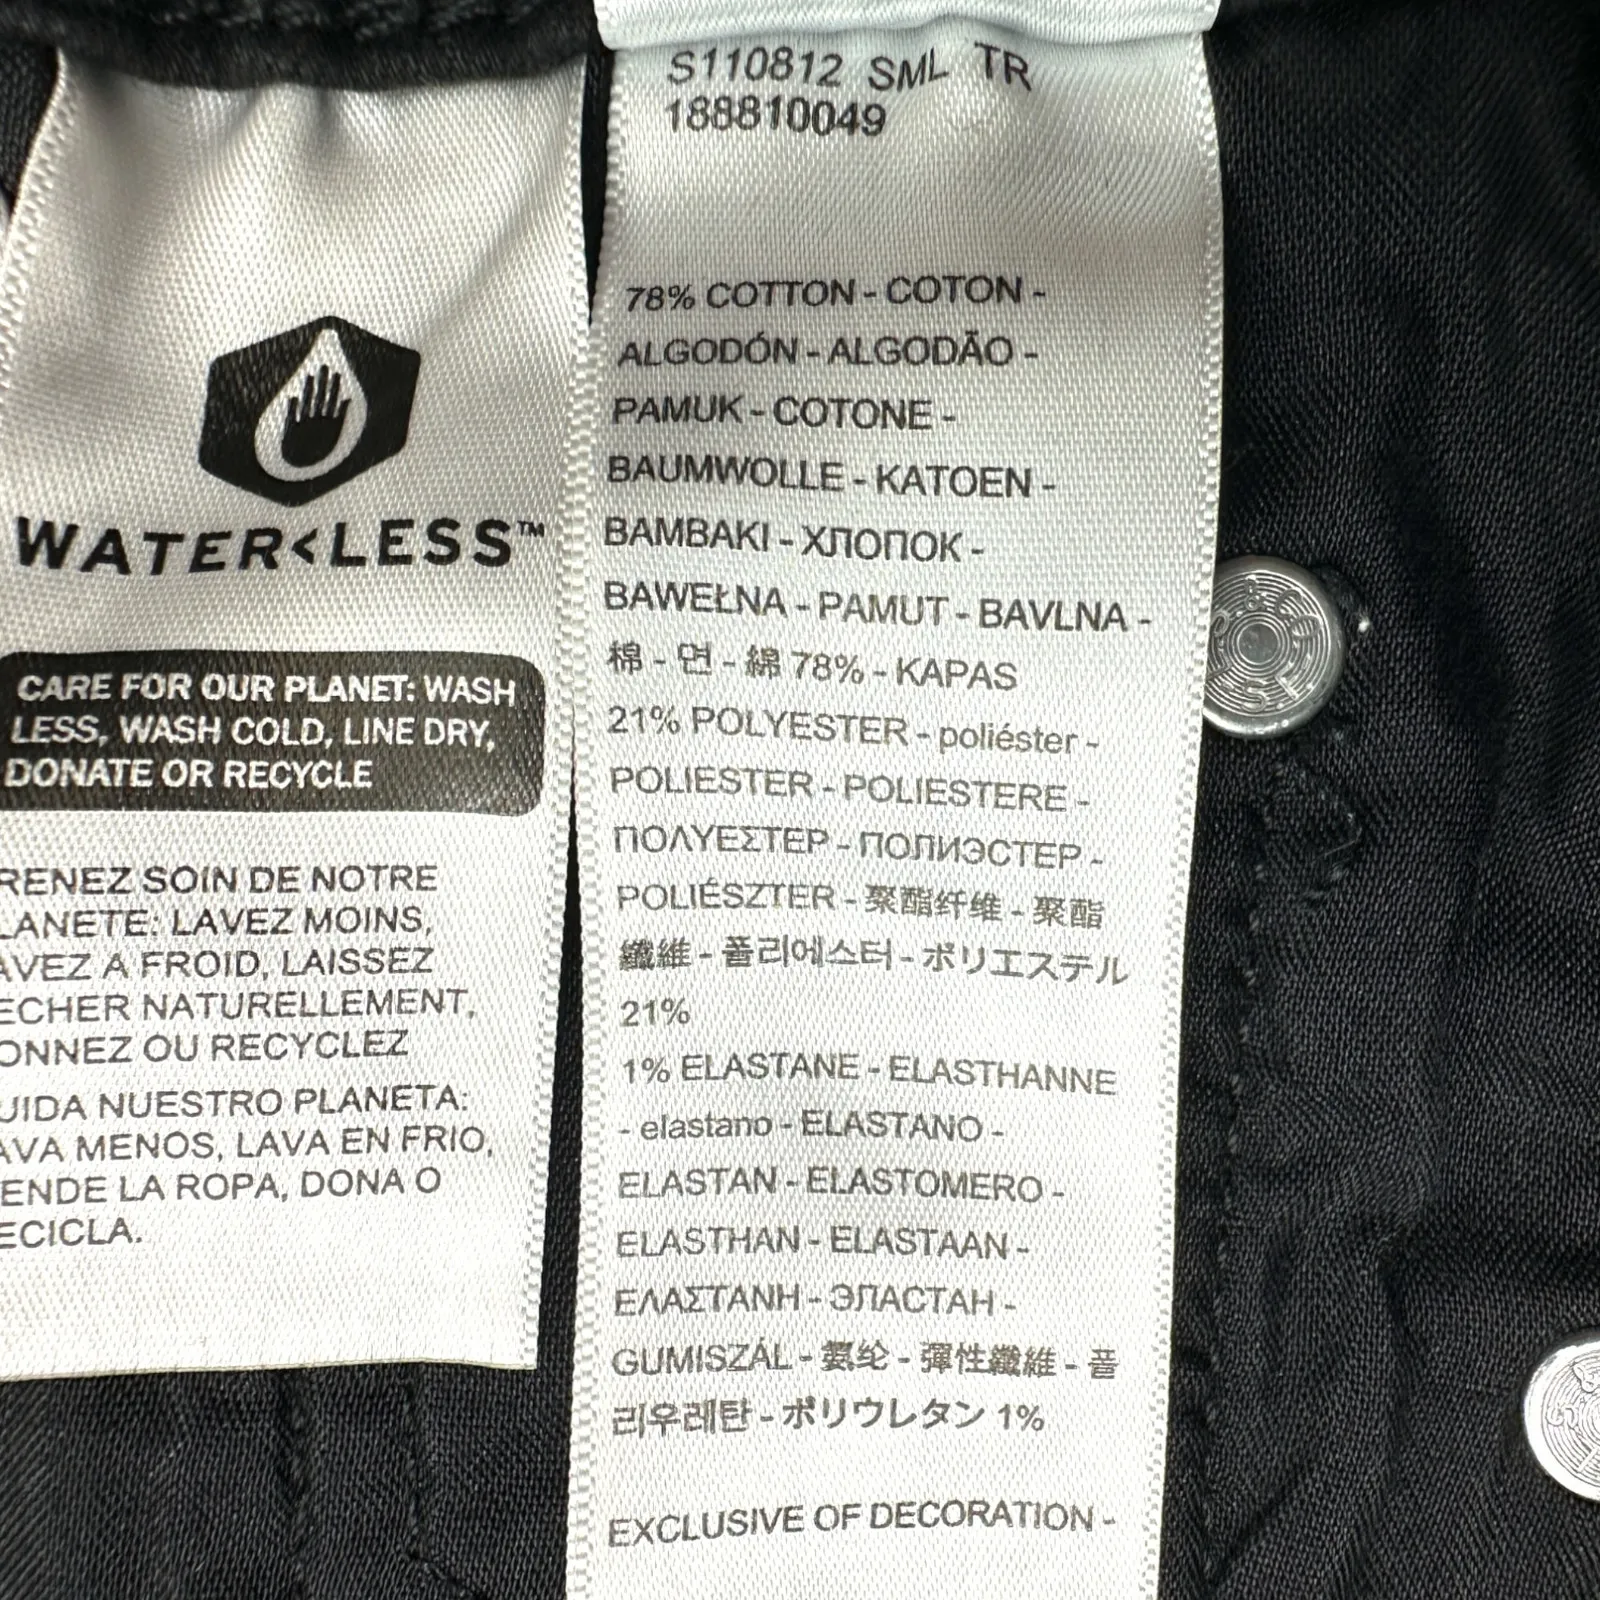 WATER<LESS™
CARE FOR OUR PLANET: WASH
LESS, WASH COLD, LINE DRY,
DONATE OR RECYCLE
RENEZ SOIN DE NOTRE
LANETE: LAVEZ MOINS,
AVEZ A FROID, LAISSEZ
ECHER NATURELLEMENT,
ONNEZ OU RECYCLEZ
UIDA NUESTRO PLANETA:
AVA MENOS, LAVA EN FRIO,
IENDE LA ROPA, DONA O
ECICLA.
S110812 SML TR
188810049
78% COTTON - COTON -
ALGODÓN - ALGODÃO -
PAMUK - COTONE -
BAUMWOLLE - KATOEN -
BAMBAKI - ХЛОПОК -
BAWEŁNA - PAMUT - BAVLNA -
棉 - 면 - 綿 78% - KAPAS
21% POLYESTER - poliéster -
POLIESTER - POLIESTERE -
ΠΟΛΥΕΣΤΕΡ - ПОЛИЭСТЕР -
POLIÉSZTER - 聚酯纤维 - 聚酯
纖維 - 폴리에스터 - ポリエステル
21%
1% ELASTANE - ELASTHANNE
- elastano - ELASTANO -
ELASTAN - ELASTOMERO -
ELASTHAN - ELASTAAN -
ΕΛΑΣΤΑΝΗ - ЭЛАСТАН -
GUMISZÁL - 氨纶 - 彈性纖維 - 폴
리우레탄 - ポリウレタン 1%
EXCLUSIVE OF DECORATION -